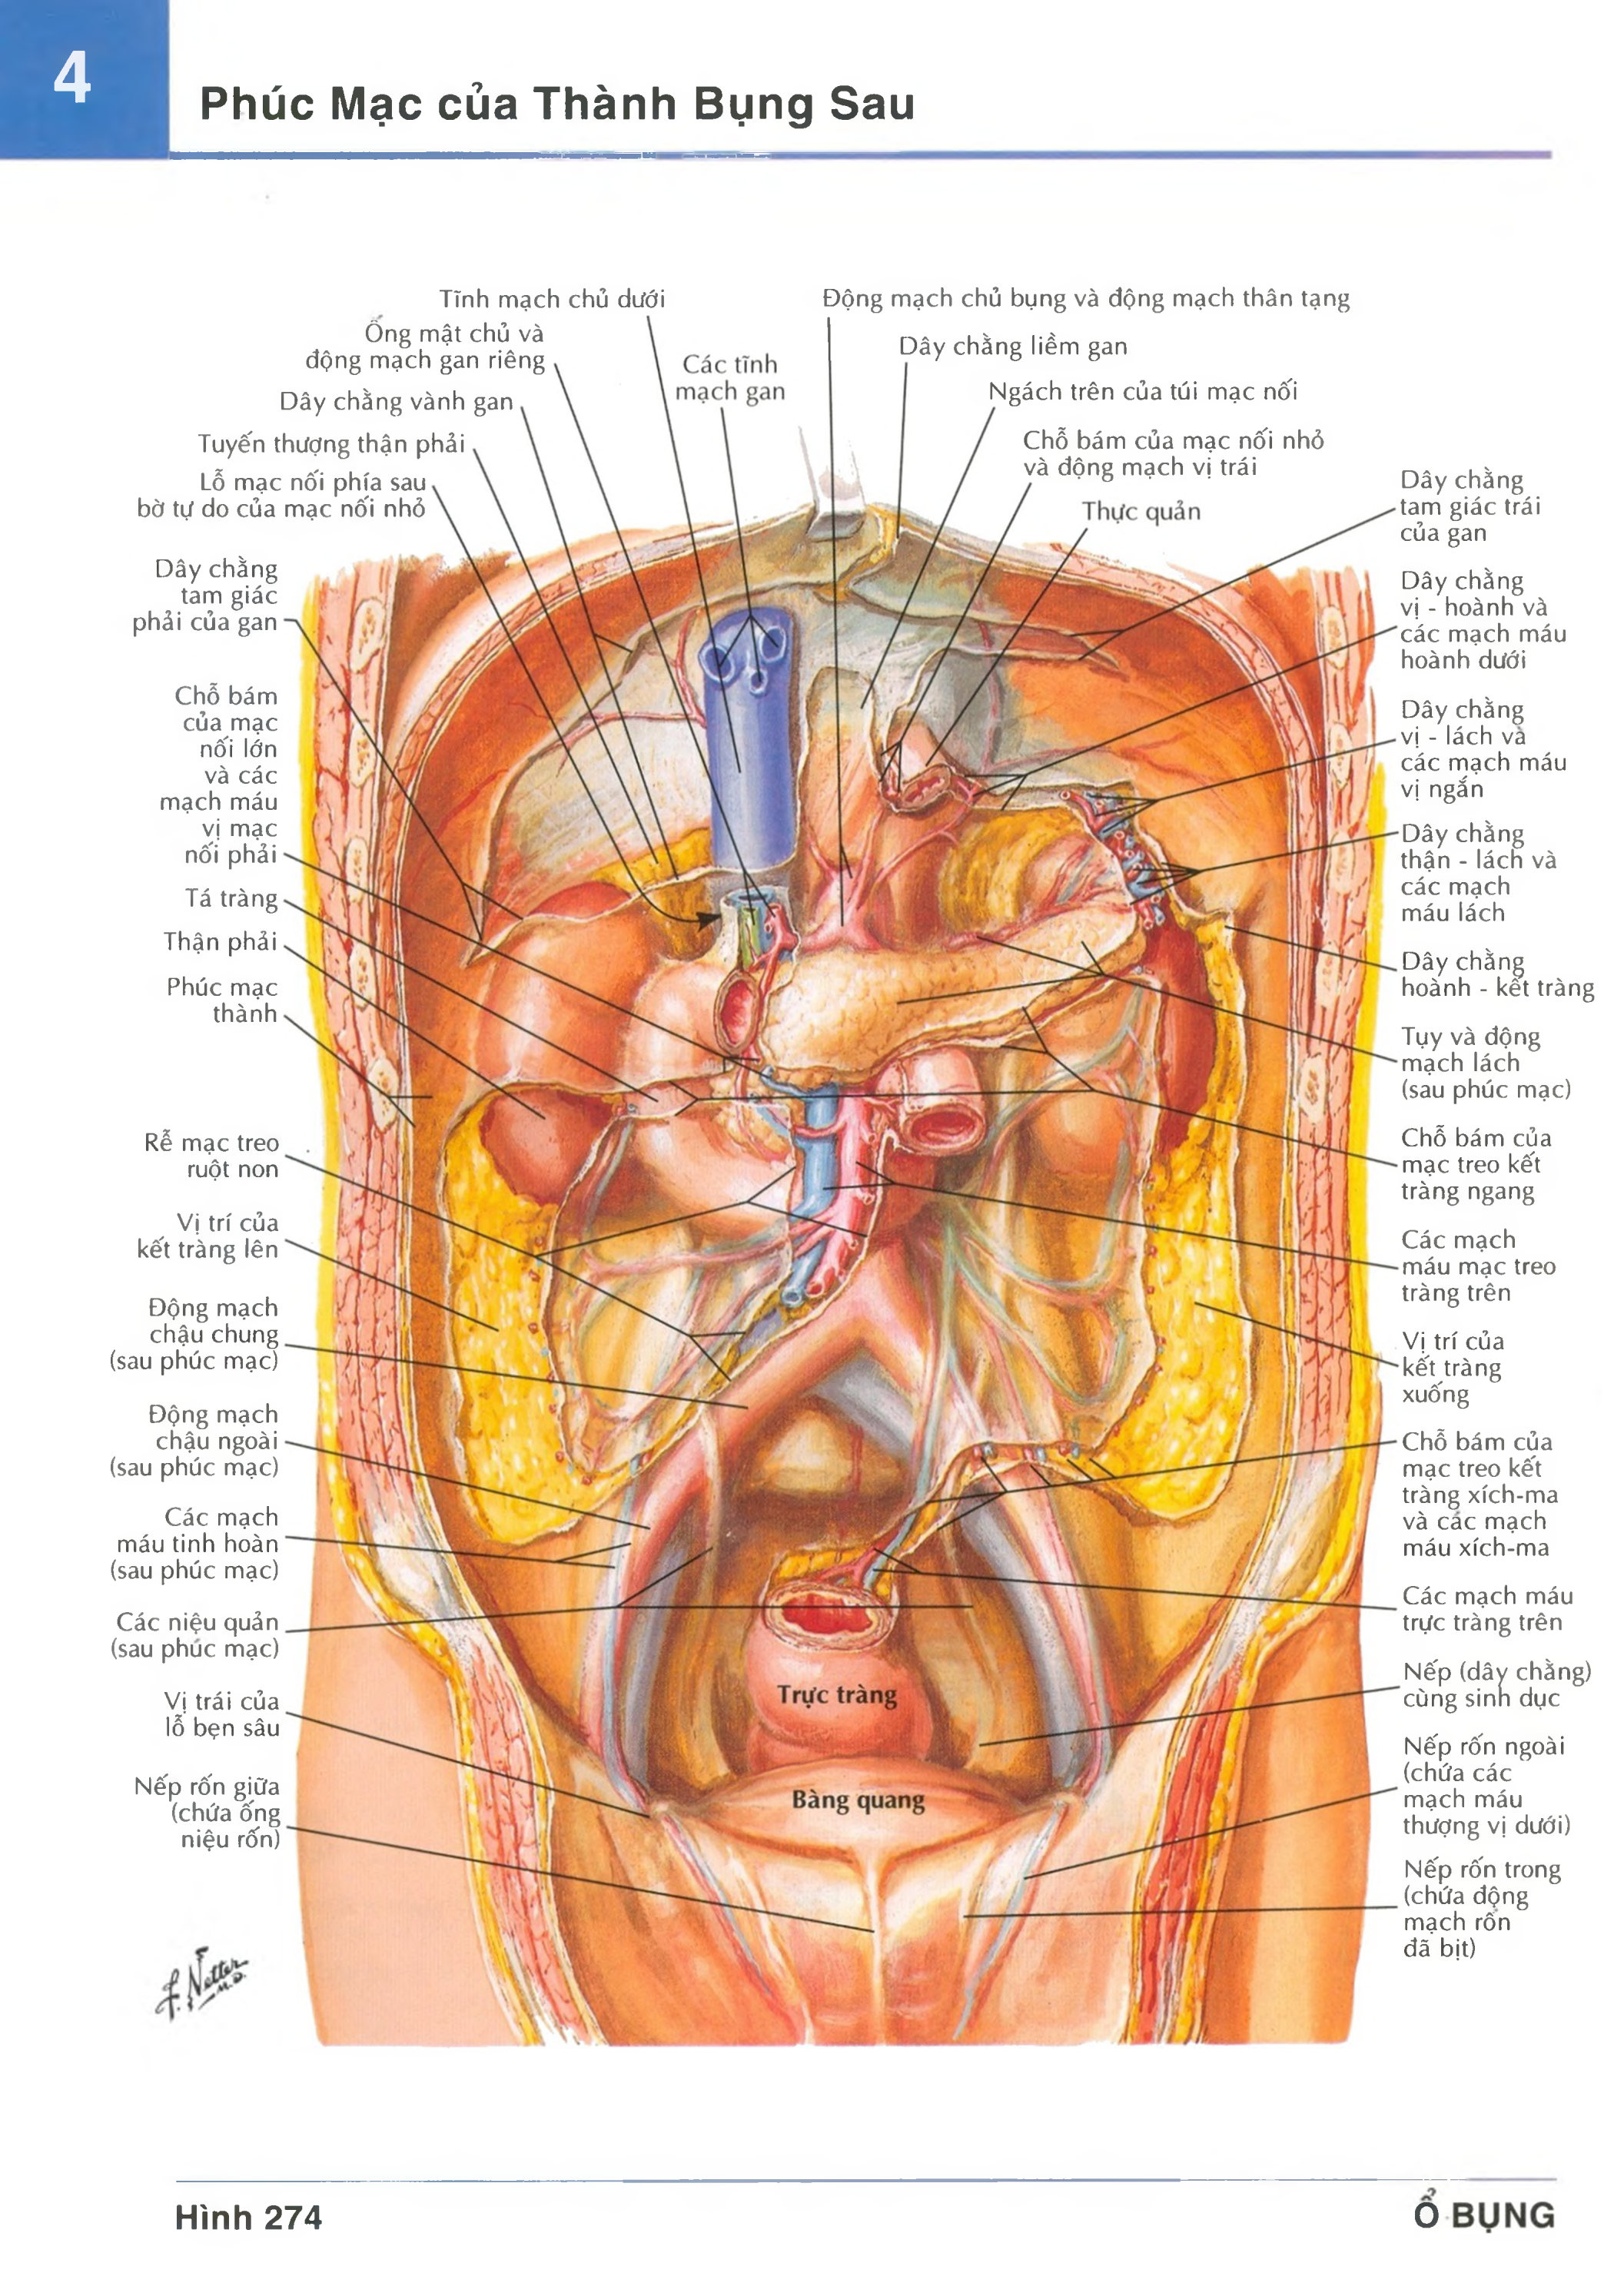 4
Phúc Mạc của Thành Bụng Sau
Tĩnh mạch chủ dưới
Ống mật chủ và
động mạch gan riêng
Các tĩnh
mạch gan
Dây chằng vành gan
Tuyến thượng thận phải
Lỗ mạc nối phía sau
bờ tự do của mạc nối nhỏ
Dây chằng
tam giác
phải của gan
Chỗ bám
của mạc
nối lớn
và các
mạch máu
vị mạc
nối phải
Tá tràng
Thận phải
Phúc mạc
thành
Rễ mạc treo
ruột non
Vị trí của
kết tràng lên
Động mạch
chậu chung
(sau phúc mạc)
Động mạch
chậu ngoài
(sau phúc mạc)
Các mạch
máu tinh hoàn
(sau phúc mạc)
Các niệu quản
(sau phúc mạc)
Vị trái của
lỗ bẹn sâu
Nếp rốn giữa
(chứa ống
niệu rốn)
Động mạch chủ bụng và động mạch thân tạng
Dây chằng liềm gan
Ngách trên của túi mạc nối
Chỗ bám của mạc nối nhỏ
và động mạch vị trái
Thực quản
Dây chằng
tam giác trái
của gan
Dây chằng
vị - hoành và
các mạch máu
hoành dưới
Dây chằng
vị - lách và
các mạch máu
vị ngắn
Dây chằng
thận - lách và
các mạch
máu lách
Dây chằng
hoành - kết tràng
Tụy và động
mạch lách
(sau phúc mạc)
Chỗ bám của
mạc treo kết
tràng ngang
Các mạch
máu mạc treo
tràng trên
Vị trí của
kết tràng
xuống
Chỗ bám của
mạc treo kết
tràng xích-ma
và các mạch
máu xích-ma
Các mạch máu
trực tràng trên
Nếp (dây chằng)
cùng sinh dục
Nếp rốn ngoài
(chứa các
mạch máu
thượng vị dưới)
Nếp rốn trong
(chứa động
mạch rốn
đã bịt)
Trực tràng
Bàng quang
F. Netter
M.D.
Hình 274
Ổ BỤNG